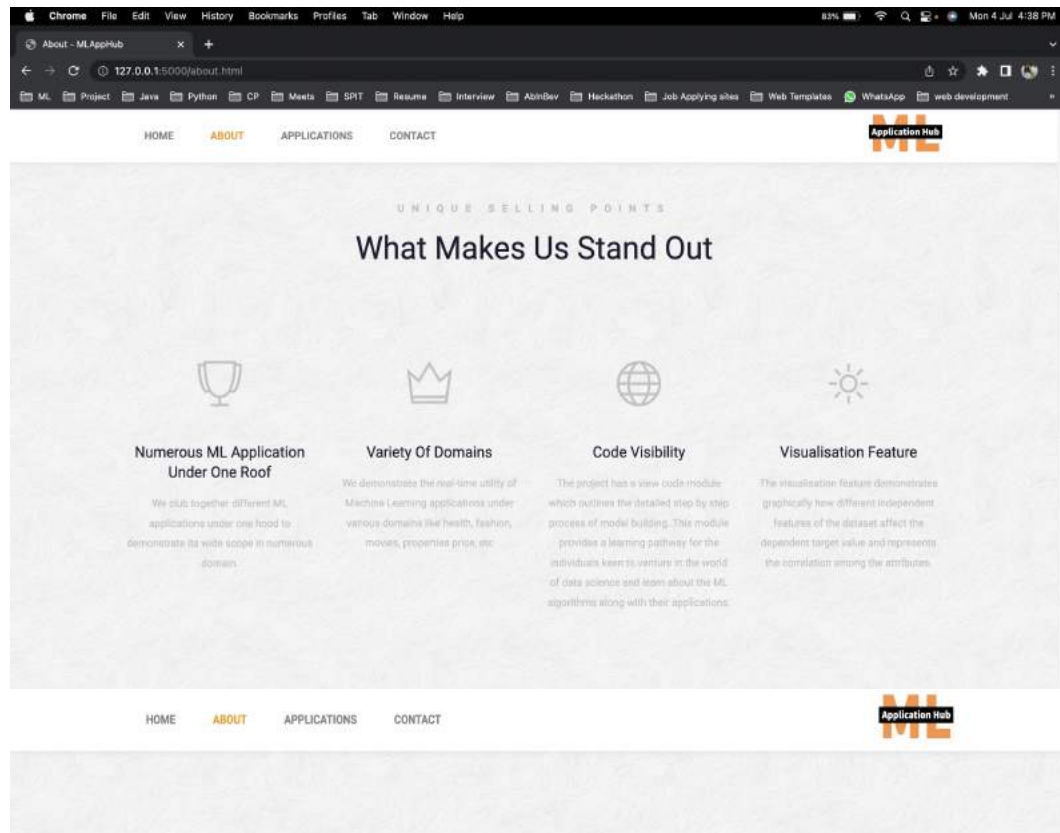 Chrome File Edit View History Bookmarks Profiles Tab Window Help 83% Mon 4 Jul 4:38 PM
About - MLAppHub
127.0.0.1:5000/about.html
ML Project Java Python CP Meets SPIT Resume Interview AbInBev Hackathon Job Applying sites Web Templates WhatsApp web development
HOME ABOUT APPLICATIONS CONTACT
ML
Application Hub
UNIQUE SELLING POINTS
What Makes Us Stand Out
Numerous ML Application
Under One Roof
We club together different ML
applications under one hood to
demonstrate its wide scope in numerous
domain.
Variety Of Domains
We demonstrate the real-time utility of
Machine Learning applications under
various domains like health, fashion,
movies, properties price, etc
Code Visibility
The project has a view code module
which outlines the detailed step by step
process of model building. This module
provides a learning pathway for the
individuals keen to venture in the world
of data science and learn about the ML
algorithms along with their applications.
Visualisation Feature
The visualisation feature demonstrates
graphically how different independent
features of the dataset affect the
dependent target value and represents
the correlation among the attributes.
HOME ABOUT APPLICATIONS CONTACT
ML
Application Hub